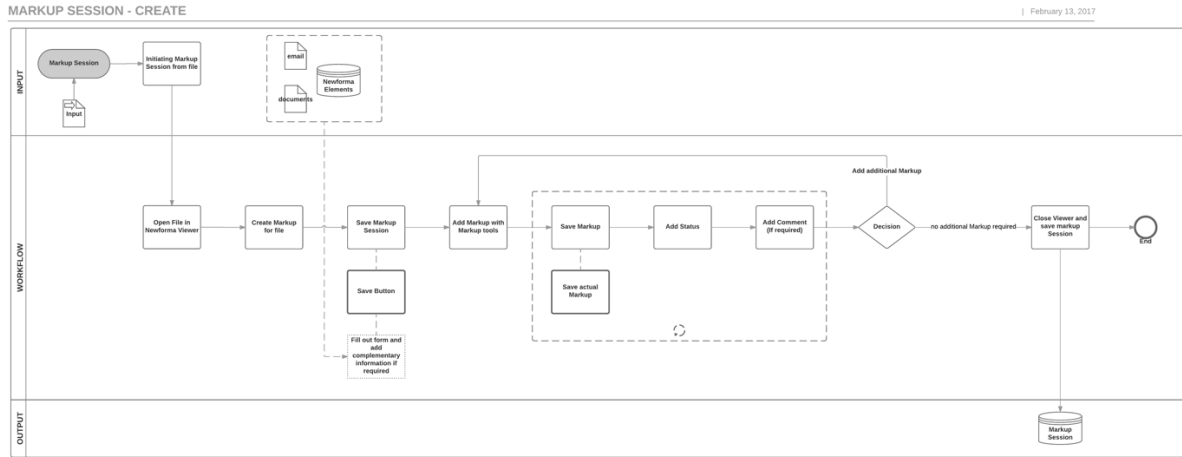 MARKUP SESSION - CREATE
| February 13, 2017
INPUT
Markup Session
Input
Initiating Markup
Session from file
email
documents
Newforma
Elements
WORKFLOW
Open File in
Newforma Viewer
Create Markup
for file
Save Markup
Session
Save Button
Fill out form and
add
complementary
information if
required
Add Markup with
Markup tools
Save Markup
Save actual
Markup
Add Status
Add Comment
(If required)
Add additional Markup
Decision
no additional Markup required
Close Viewer and
save markup
Session
End
OUTPUT
Markup
Session